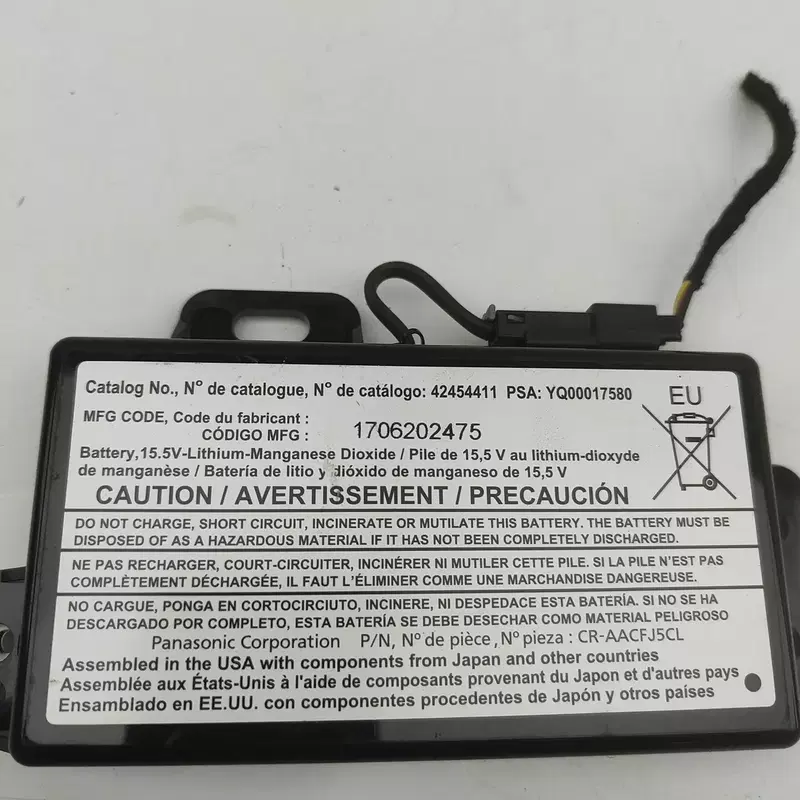 Catalog No., Nº de catalogue, Nº de catálogo: 42454411 PSA: YQ00017580
EU
MFG CODE, Code du fabricant :
CÓDIGO MFG : 1706202475
Battery,15.5V-Lithium-Manganese Dioxide / Pile de 15,5 V au lithium-dioxyde
de manganèse / Batería de litio y dióxido de manganeso de 15,5 V
CAUTION / AVERTISSEMENT / PRECAUCIÓN
DO NOT CHARGE, SHORT CIRCUIT, INCINERATE OR MUTILATE THIS BATTERY. THE BATTERY MUST BE
DISPOSED OF AS A HAZARDOUS MATERIAL IF IT HAS NOT BEEN COMPLETELY DISCHARGED.
NE PAS RECHARGER, COURT-CIRCUITER, INCINÉRER NI MUTILER CETTE PILE. SI LA PILE N'EST PAS
COMPLÈTEMENT DÉCHARGÉE, IL FAUT L'ÉLIMINER COMME UNE MARCHANDISE DANGEREUSE.
NO CARGUE, PONGA EN CORTOCIRCIUTO, INCINERE, NI DESPEDACE ESTA BATERÍA. SI NO SE HA
DESCARGADO POR COMPLETO, ESTA BATERÍA SE DEBE DESECHAR COMO MATERIAL PELIGROSO
Panasonic Corporation P/N, Nº de pièce, Nº pieza : CR-AACFJ5CL
Assembled in the USA with components from Japan and other countries
Assemblée aux États-Unis à l'aide de composants provenant du Japon et d'autres pays
Ensamblado en EE.UU. con componentes procedentes de Japón y otros países